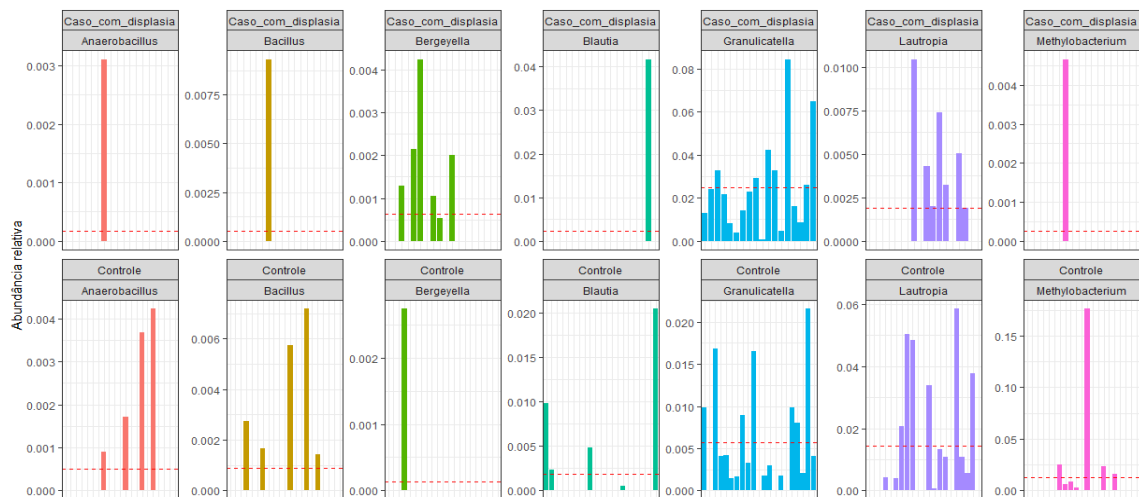 Caso_com_displasia Caso_com_displasia Caso_com_displasia Caso_com_displasia Caso_com_displasia Caso_com_displasia Caso_com_displasia
Anaerobacillus Bacillus Bergeyella Blautia Granulicatella Lautropia Methylobacterium
0.003 0.002 0.001 0.000
0.0075 0.0050 0.0025 0.0000
0.004 0.003 0.002 0.001 0.000
0.04 0.03 0.02 0.01 0.00
0.08 0.06 0.04 0.02 0.00
0.0100 0.0075 0.0050 0.0025 0.0000
0.004 0.003 0.002 0.001 0.000
Abundância relativa
Controle Controle Controle Controle Controle Controle Controle
Anaerobacillus Bacillus Bergeyella Blautia Granulicatella Lautropia Methylobacterium
0.004 0.003 0.002 0.001 0.000
0.006 0.004 0.002 0.000
0.002 0.001 0.000
0.020 0.015 0.010 0.005 0.000
0.020 0.015 0.010 0.005 0.000
0.06 0.04 0.02 0.00
0.15 0.10 0.05 0.00